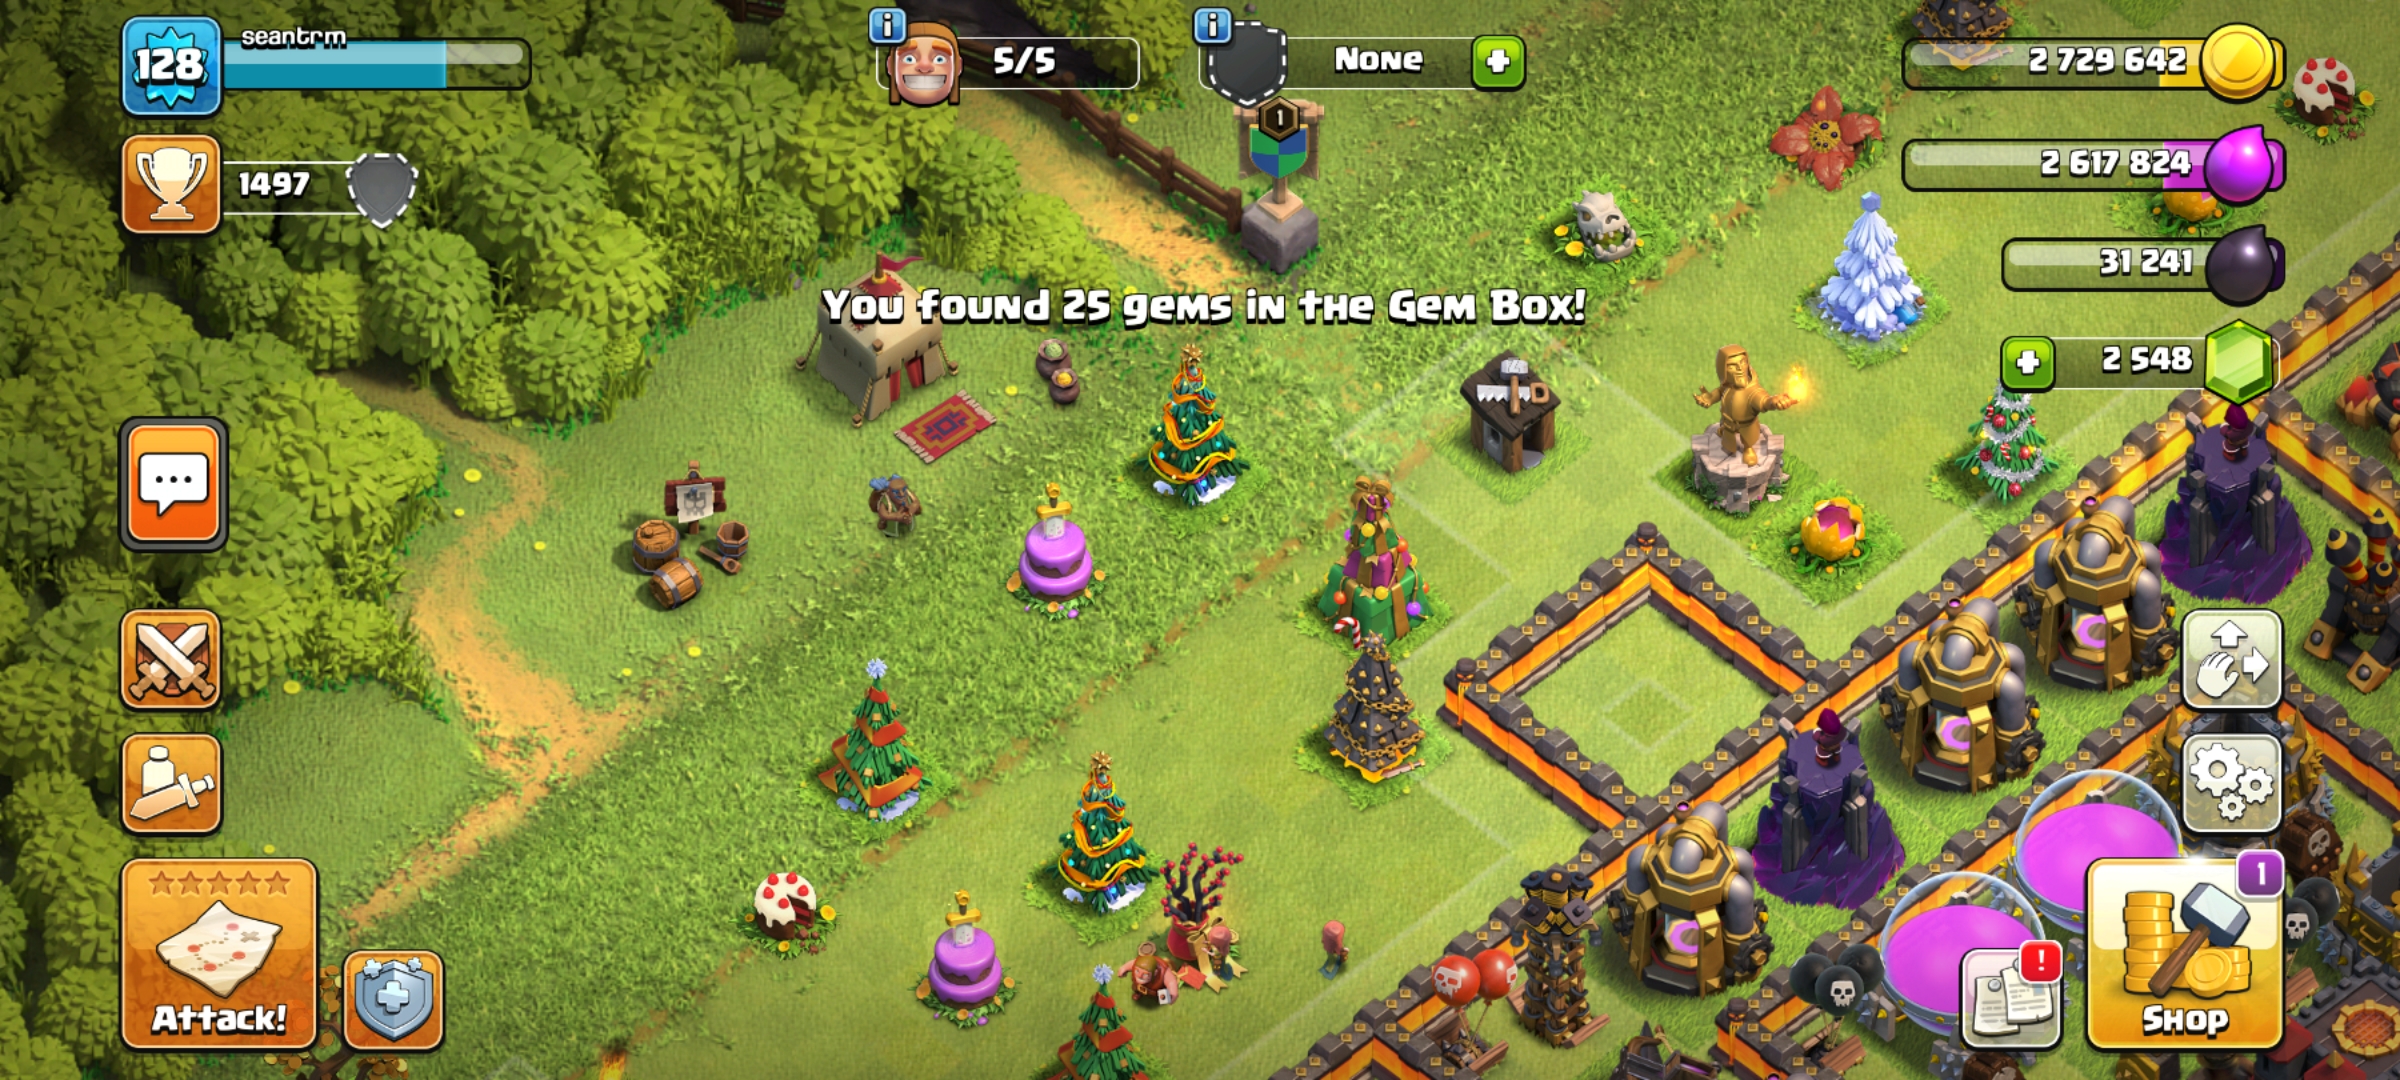 128
seantrm
5/5
None
1
2 729 642
1497
2 617 824
31 241
You found 25 gems in the Gem Box!
2 548
1
!
Attack!
Shop